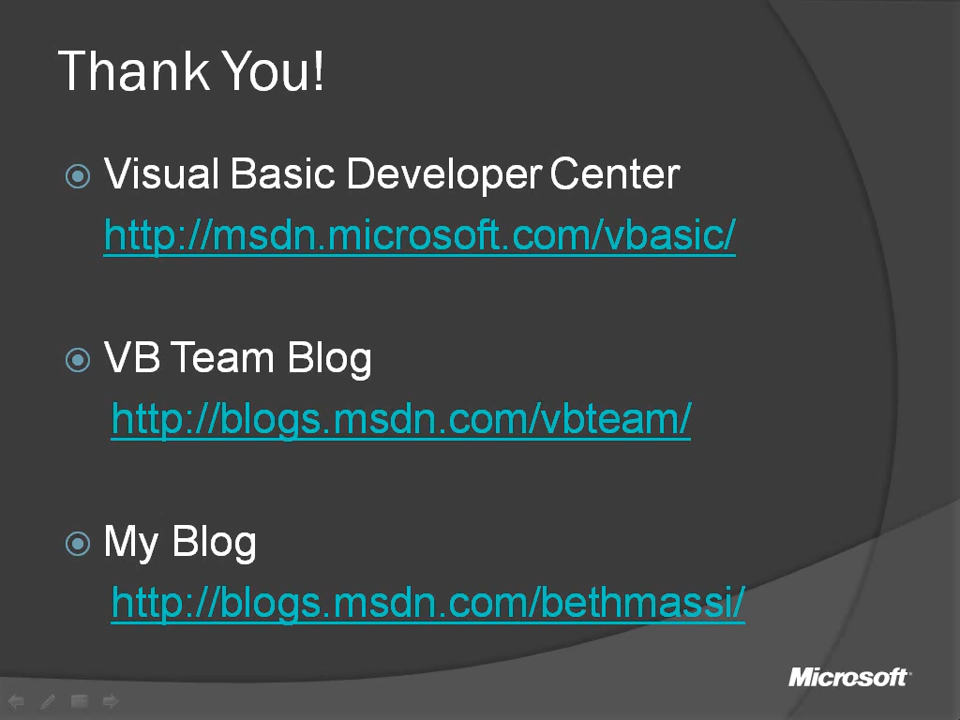 Thank You!
Visual Basic Developer Center
http://msdn.microsoft.com/vbasic/
VB Team Blog
http://blogs.msdn.com/vbteam/
My Blog
http://blogs.msdn.com/bethmassi/
Microsoft